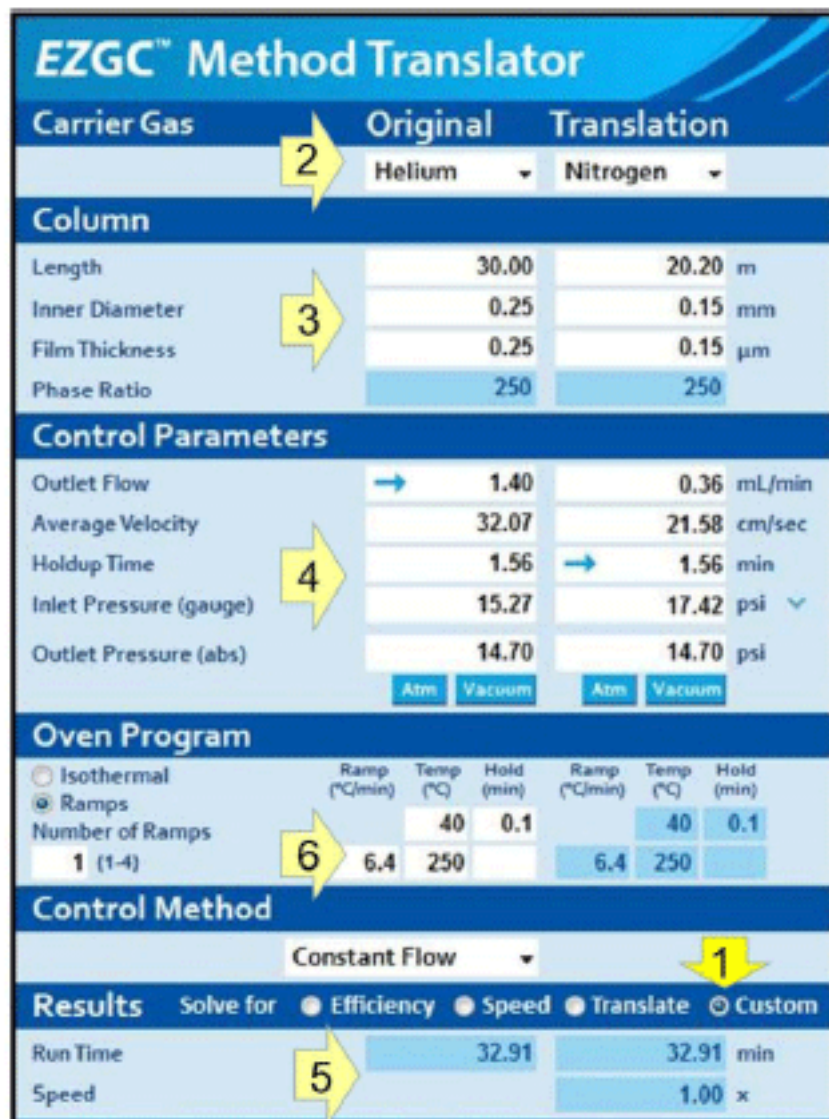 EZGC™ Method Translator
Carrier Gas Original Translation
2 Helium Nitrogen
Column
Length 30.00 20.20 m
Inner Diameter 0.25 0.15 mm
3
Film Thickness 0.25 0.15 µm
Phase Ratio 250 250
Control Parameters
Outlet Flow → 1.40 0.36 mL/min
Average Velocity 32.07 21.58 cm/sec
Holdup Time 4 1.56 → 1.56 min
Inlet Pressure (gauge) 15.27 17.42 psi
Outlet Pressure (abs) 14.70 14.70 psi
Atm Vacuum Atm Vacuum
Oven Program
Isothermal Ramp Temp Hold Ramp Temp Hold
Ramps (°C/min) (°C) (min) (°C/min) (°C) (min)
Number of Ramps 40 0.1 40 0.1
1 (1-4) 6 6.4 250 6.4 250
Control Method
Constant Flow 1
Results Solve for Efficiency Speed Translate Custom
Run Time 32.91 32.91 min
5
Speed 1.00 x